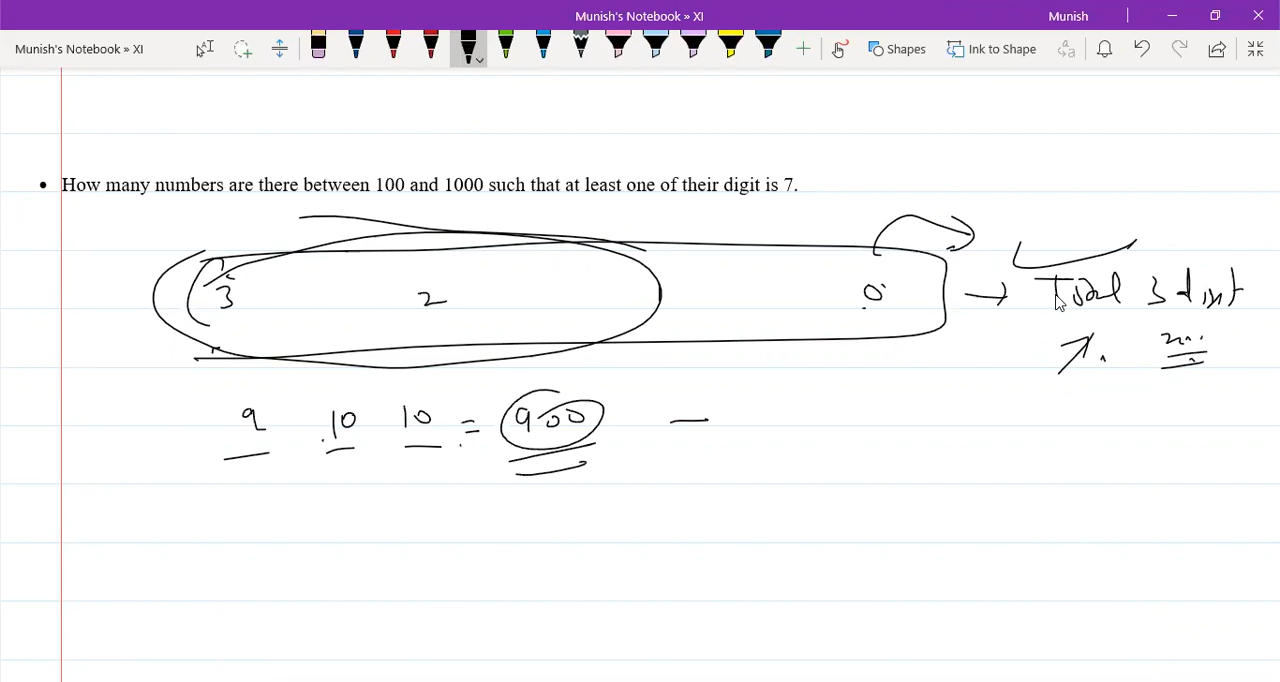 Munish's Notebook » XI
Munish
Munish's Notebook » XI
Shapes
Ink to Shape
• How many numbers are there between 100 and 1000 such that at least one of their digit is 7.
3 2 0 → Total 3 digit
9 10 10 = 900 —